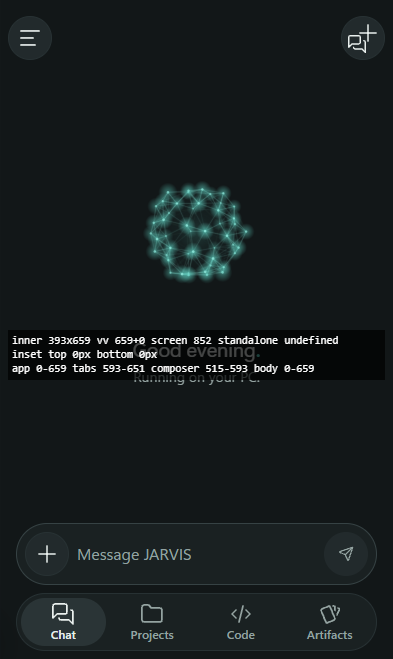 Good evening.
inner 393x659 vv 659+0 screen 852 standalone undefined
inset top 0px bottom 0px
app 0-659 tabs 593-651 composer 515-593 body 0-659
Running on your PC.
Message JARVIS
Chat
Projects
Code
Artifacts